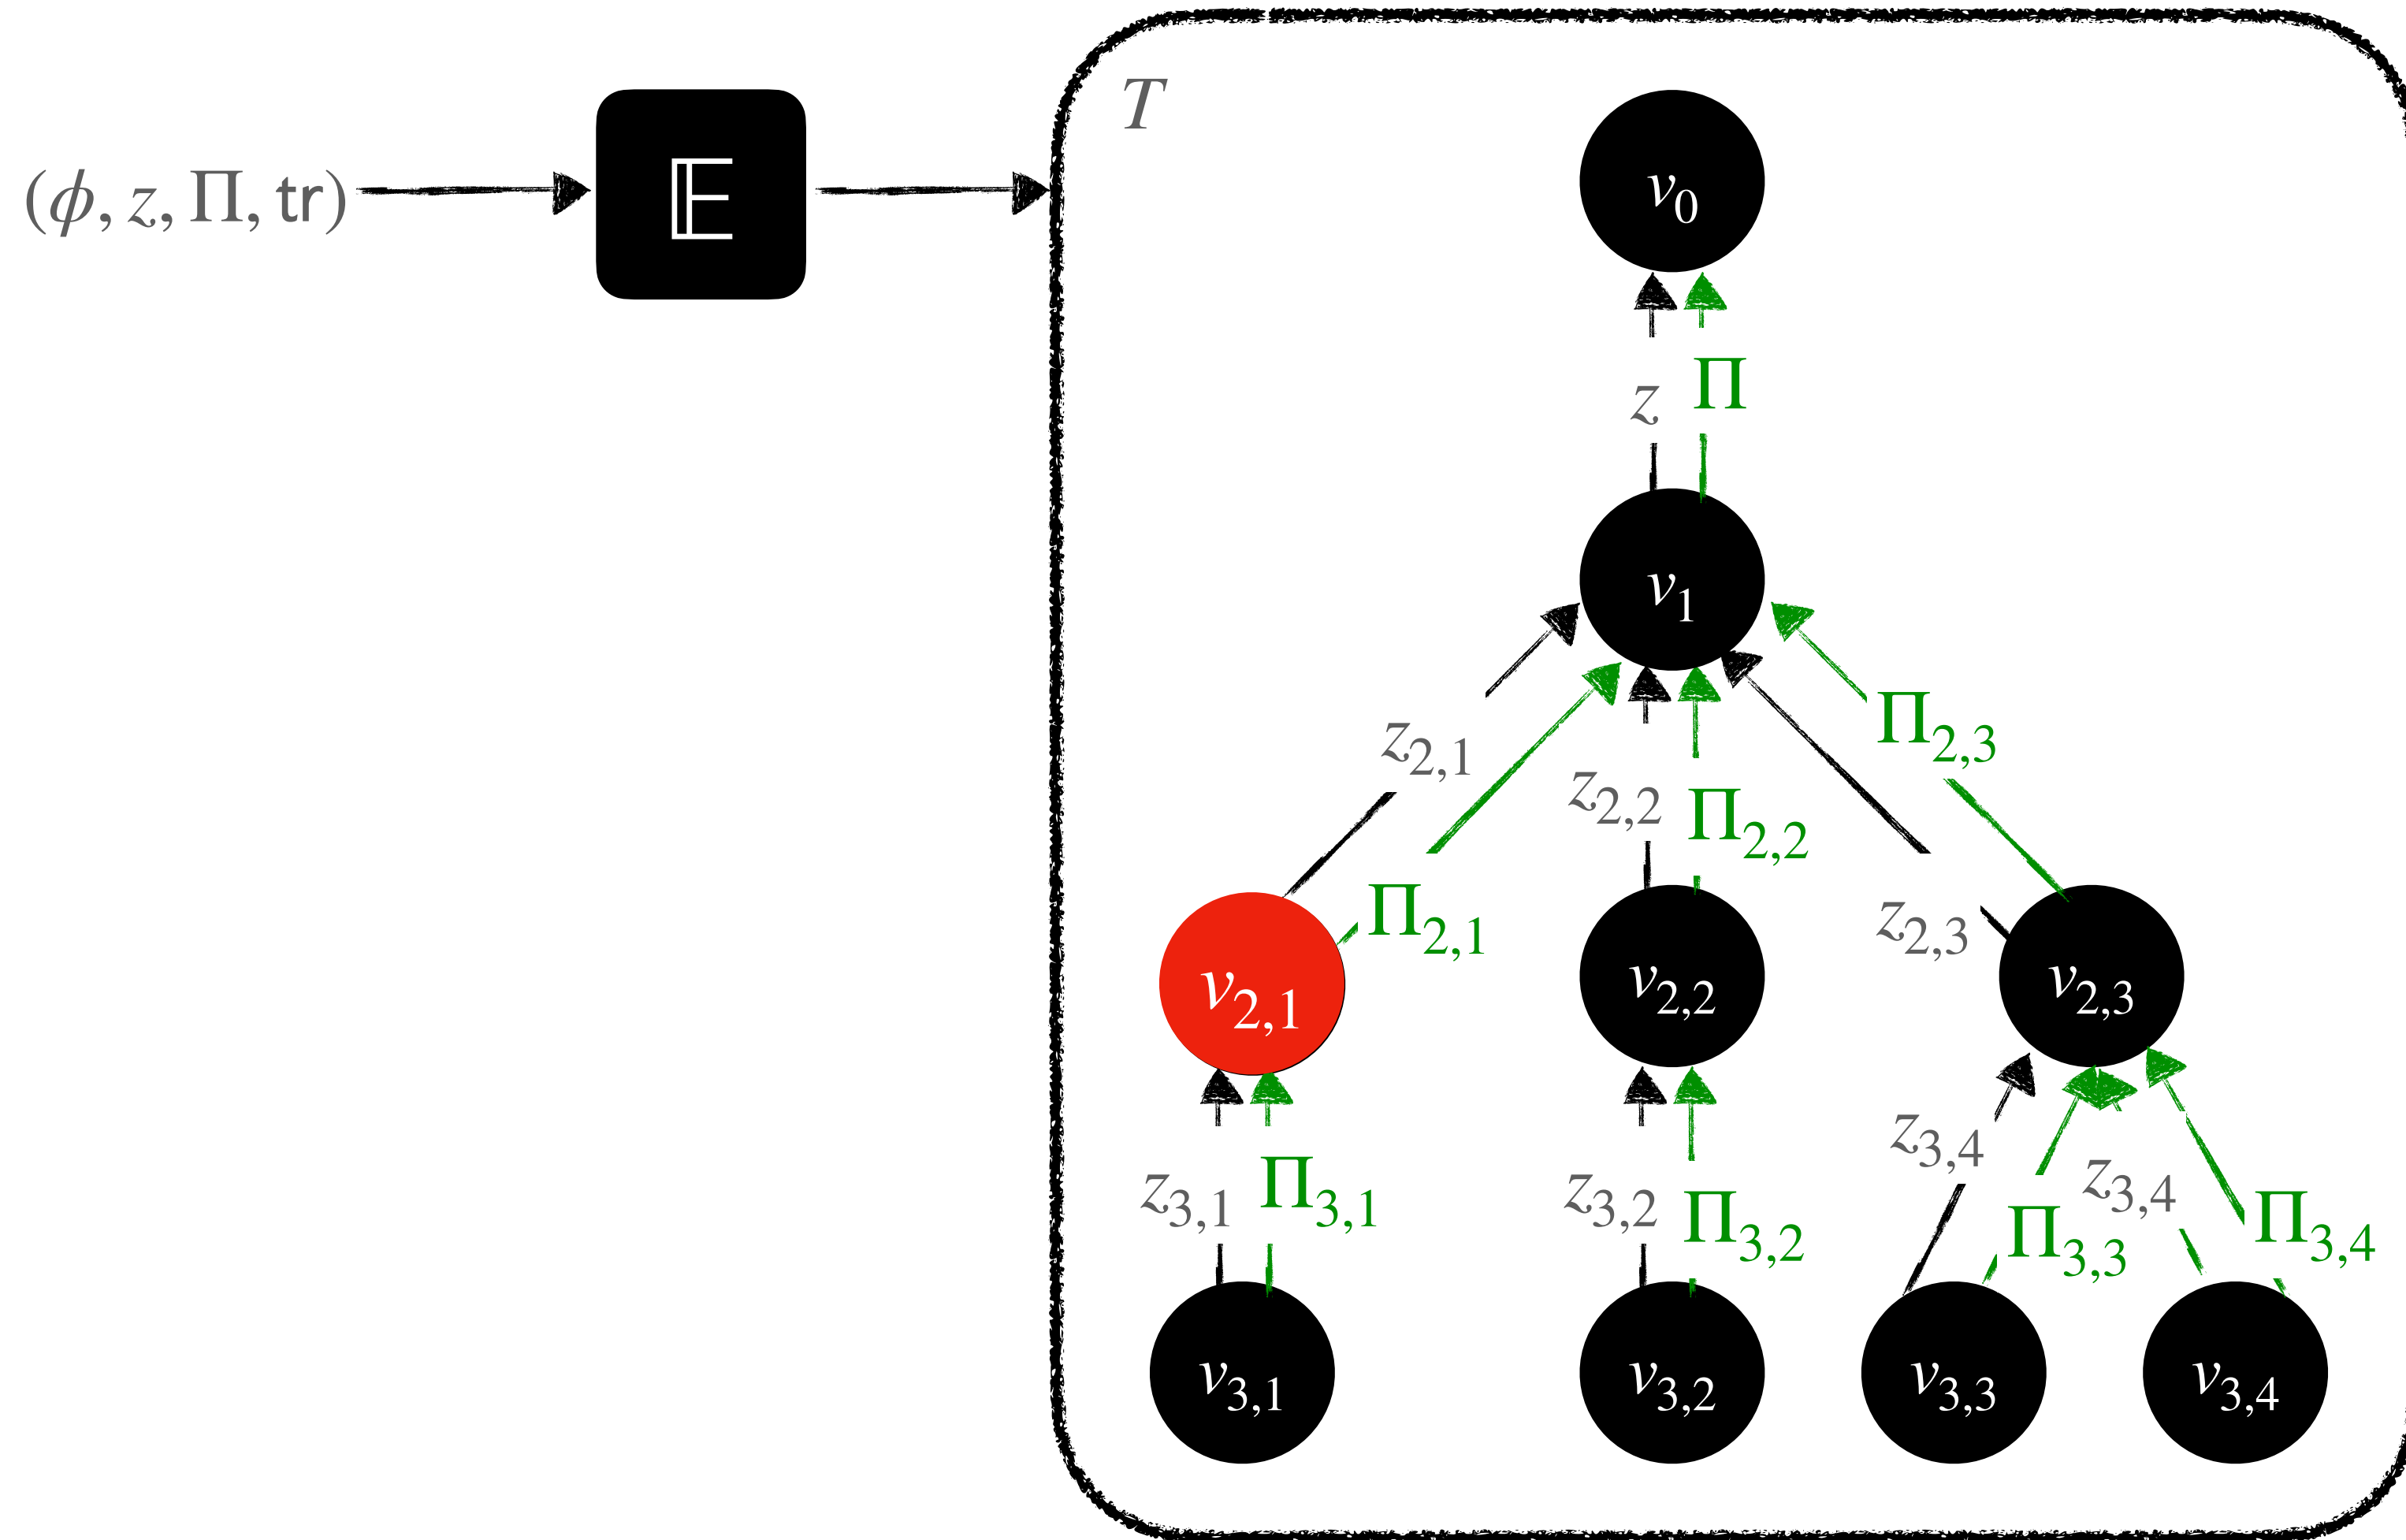 T
(ϕ, z, Π, tr)
𝔼
v₀
z
Π
v₁
z₂,₁
Π₂,₁
z₂,₂
Π₂,₂
z₂,₃
Π₂,₃
v₂,₁
v₂,₂
v₂,₃
z₃,₁
Π₃,₁
z₃,₂
Π₃,₂
z₃,₄
Π₃,₃
z₃,₄
Π₃,₄
v₃,₁
v₃,₂
v₃,₃
v₃,₄